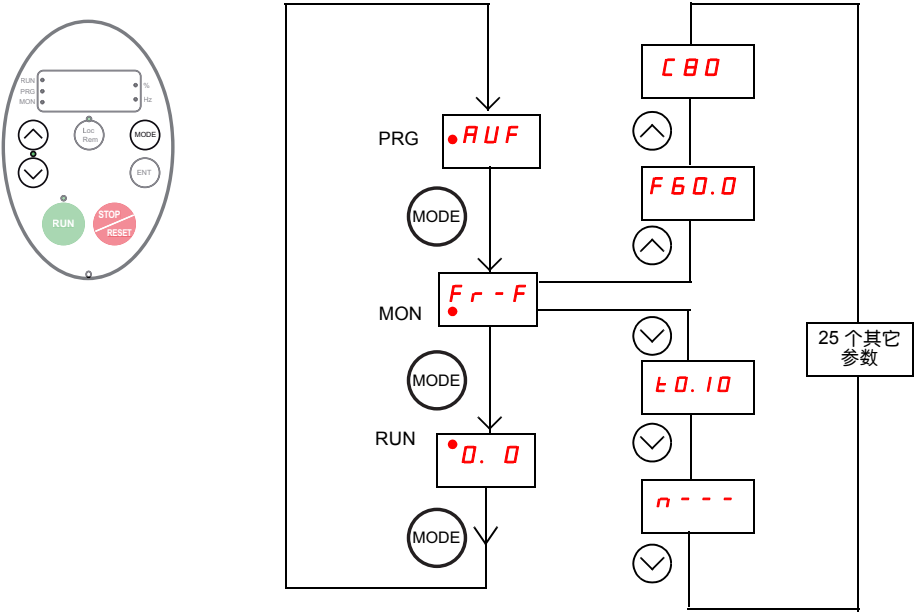 RUN
PRG
MON
%
Hz
Loc
Rem
MODE
ENT
RUN
STOP
RESET
PRG
AUF
MODE
MON
Fr-F
MODE
RUN
0.0
MODE
C80
F60.0
t0.10
n---
25 个其它
参数